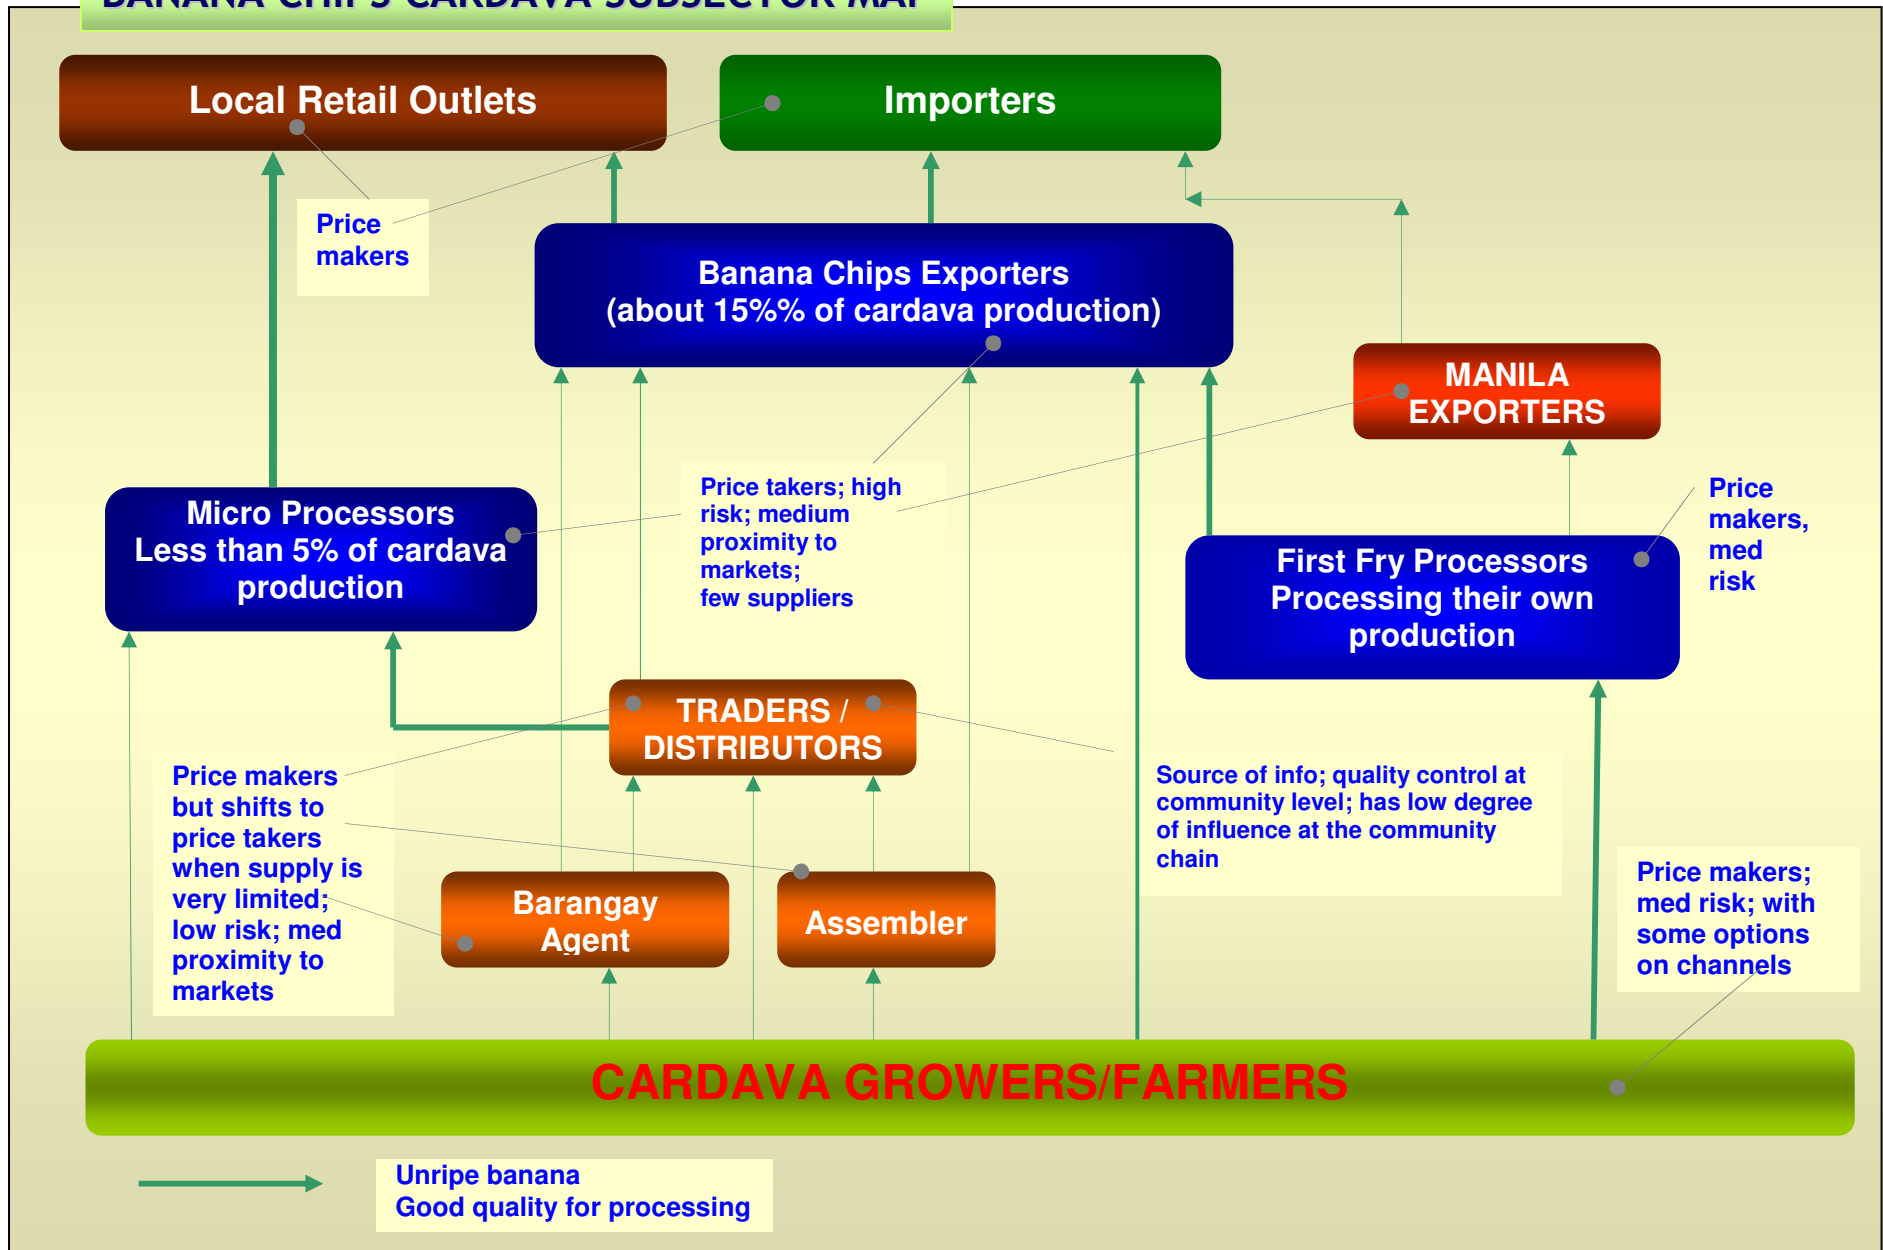 BANANA CHIPS CARDAVA SUBSECTOR MAP
Local Retail Outlets
Importers
Price
makers
Banana Chips Exporters
(about 15%% of cardava production)
MANILA
EXPORTERS
Micro Processors
Less than 5% of cardava
production
Price takers; high
risk; medium
proximity to
markets;
few suppliers
Price
makers,
med
risk
First Fry Processors
Processing their own
production
TRADERS /
DISTRIBUTORS
Price makers
but shifts to
price takers
when supply is
very limited;
low risk; med
proximity to
markets
Source of info; quality control at
community level; has low degree
of influence at the community
chain
Barangay
Agent
Assembler
Price makers;
med risk; with
some options
on channels
CARDAVA GROWERS/FARMERS
Unripe banana
Good quality for processing